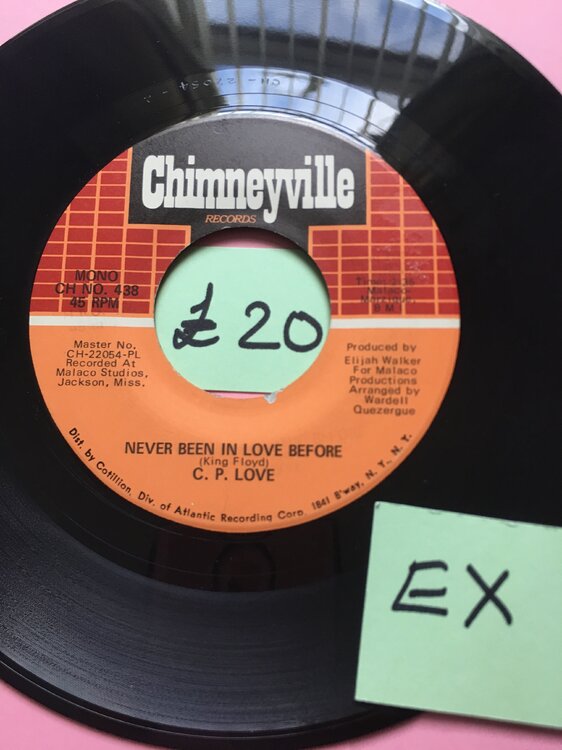 Chimneyville
RECORDS
MONO
CH NO. 438
45 RPM
£ 20
Master No.
CH-22054-PL
Recorded At
Malaco Studios,
Jackson, Miss.
Produced by
Elijah Walker
For Malaco
Productions
Arranged by
Wardell
Quezergue
NEVER BEEN IN LOVE BEFORE
(King Floyd)
C. P. LOVE
Dist. by Cotillion, Div. of Atlantic Recording Corp. 1841 B'way, N. Y., N. Y.
EX